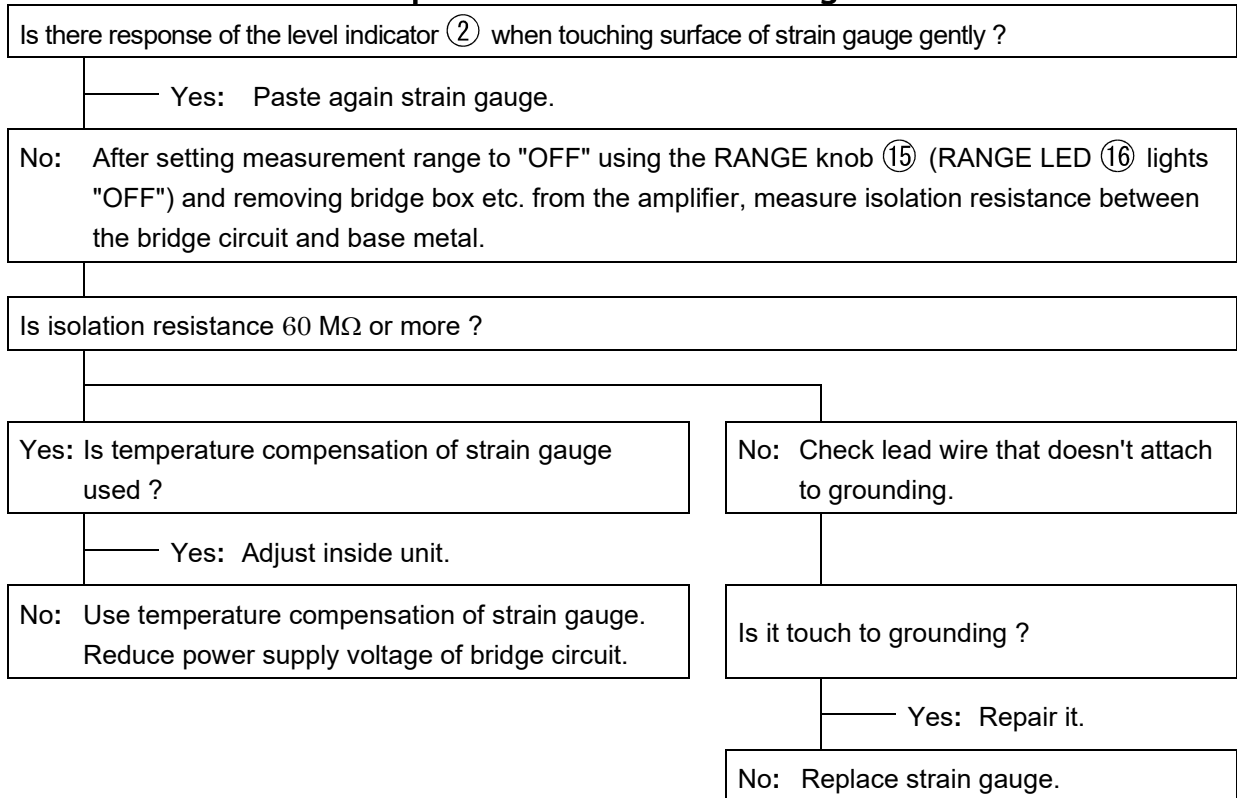 Is there response of the level indicator ② when touching surface of strain gauge gently ?
Yes: Paste again strain gauge.
No: After setting measurement range to "OFF" using the RANGE knob ⑮ (RANGE LED ⑯ lights
"OFF") and removing bridge box etc. from the amplifier, measure isolation resistance between
the bridge circuit and base metal.
Is isolation resistance 60 MΩ or more ?
Yes: Is temperature compensation of strain gauge
used ?
No: Check lead wire that doesn't attach
to grounding.
Yes: Adjust inside unit.
No: Use temperature compensation of strain gauge.
Reduce power supply voltage of bridge circuit.
Is it touch to grounding ?
Yes: Repair it.
No: Replace strain gauge.